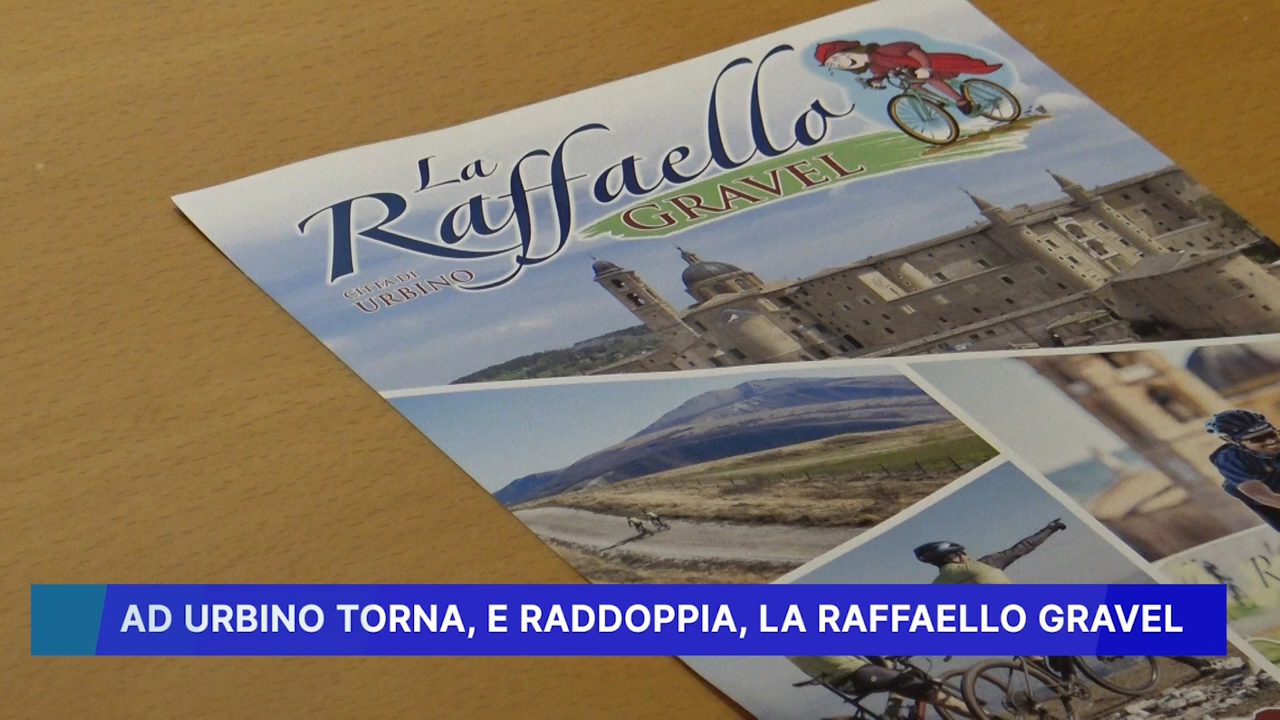 La
Raffaello
GRAVEL
CITTÀ DI
URBINO
AD URBINO TORNA, E RADDOPPIA, LA RAFFAELLO GRAVEL